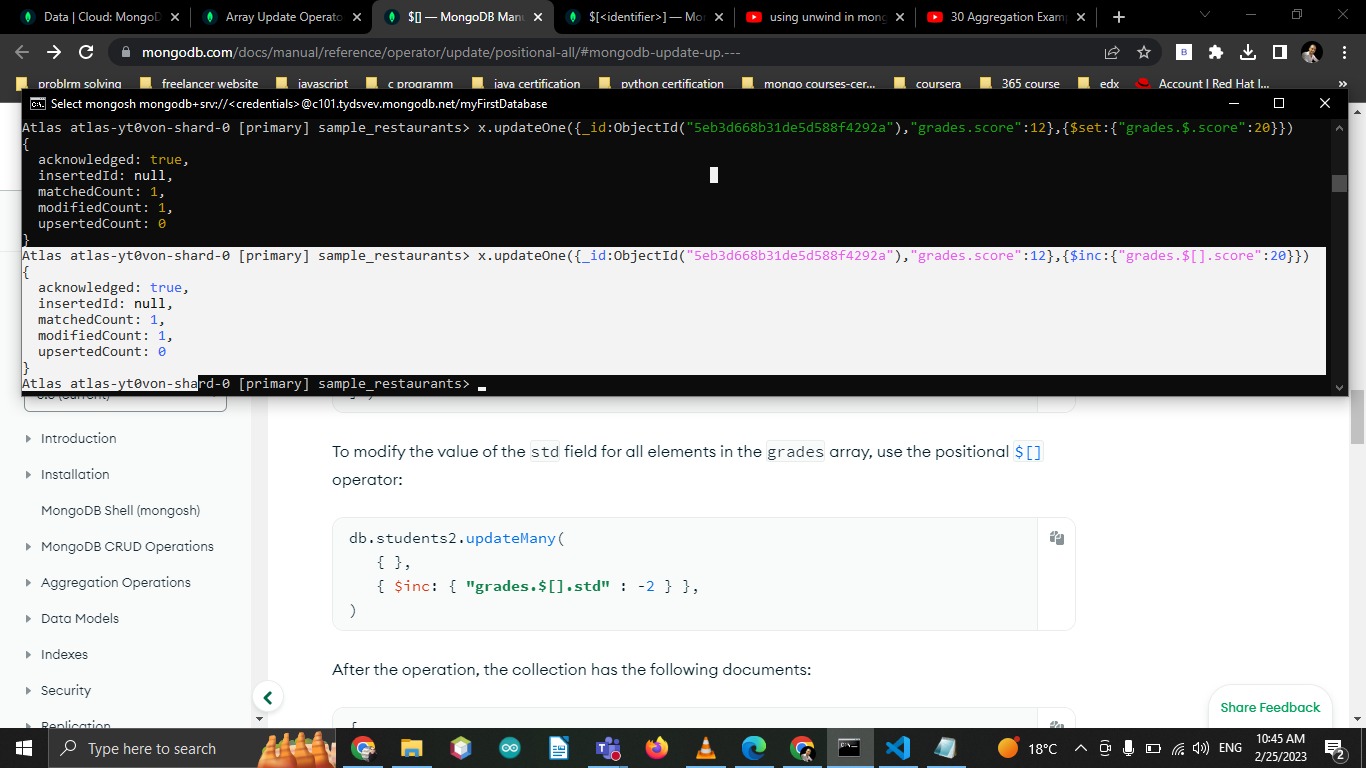 Data | Cloud: MongoD
Array Update Operato
$[] — MongoDB Man
$[<identifier>] — Mo
using unwind in mong
30 Aggregation Exam
mongodb.com/docs/manual/reference/operator/update/positional-all/#mongodb-update-up.---
problrm solving
freelancer website
javascript
c programm
java certification
python certification
mongo courses-cer...
coursera
365 course
edx
Account | Red Hat I...
»
Select mongosh mongodb+srv://<credentials>@c101.tydsvev.mongodb.net/myFirstDatabase
Atlas atlas-yt0von-shard-0 [primary] sample_restaurants> x.updateOne({_id:ObjectId("5eb3d668b31de5d588f4292a"),"grades.score":12},{$set:{"grades.$.score":20}})
{
acknowledged: true,
insertedId: null,
matchedCount: 1,
modifiedCount: 1,
upsertedCount: 0
}
Atlas atlas-yt0von-shard-0 [primary] sample_restaurants> x.updateOne({_id:ObjectId("5eb3d668b31de5d588f4292a"),"grades.score":12},{$inc:{"grades.$[].score":20}})
{
acknowledged: true,
insertedId: null,
matchedCount: 1,
modifiedCount: 1,
upsertedCount: 0
}
Atlas atlas-yt0von-shard-0 [primary] sample_restaurants>
Introduction
Installation
MongoDB Shell (mongosh)
MongoDB CRUD Operations
Aggregation Operations
Data Models
Indexes
Security
Replication
To modify the value of the std field for all elements in the grades array, use the positional $[]
operator:
db.students2.updateMany(
{ },
{ $inc: { "grades.$[].std" : -2 } },
)
After the operation, the collection has the following documents:
{
Share Feedback
Type here to search
18°C
ENG
10:45 AM
2/25/2023
2